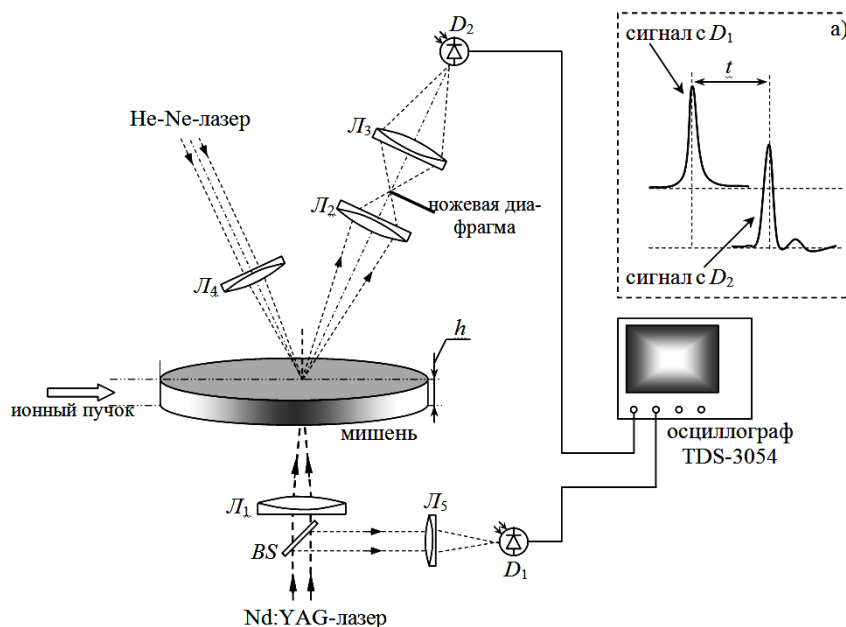 D₂
а)
сигнал с D₁
t
He-Ne-лазер
Л₃
Л₂
ножевая диа-
фрагма
сигнал с D₂
Л₄
h
ионный пучок
мишень
осциллограф
TDS-3054
Л₁
Л₅
BS
D₁
Nd:YAG-лазер